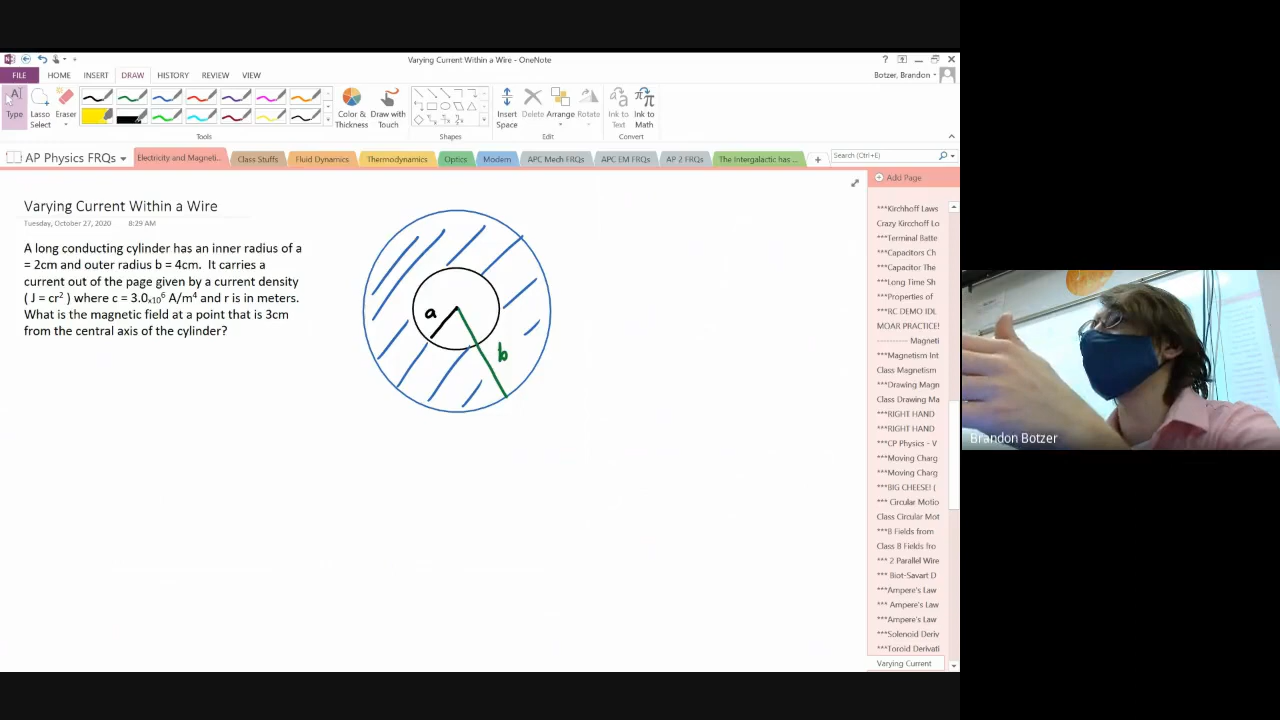 Varying Current Within a Wire - OneNote
FILE HOME INSERT DRAW HISTORY REVIEW VIEW
Botzer, Brandon
Type
Lasso Select
Eraser
Color & Thickness
Draw with Touch
Insert Space
Delete
Arrange
Rotate
Ink to Text
Ink to Math
Tools
Shapes
Edit
Convert
AP Physics FRQs
Electricity and Magneti...
Class Stuffs
Fluid Dynamics
Thermodynamics
Optics
Modern
APC Mech FRQs
APC EM FRQs
AP 2 FRQs
The Intergalactic has ...
Search (Ctrl+E)
Add Page
Varying Current Within a Wire
Tuesday, October 27, 2020 8:29 AM
A long conducting cylinder has an inner radius of a
= 2cm and outer radius b = 4cm. It carries a
current out of the page given by a current density
( J = cr² ) where c = 3.0x10⁶ A/m⁴ and r is in meters.
What is the magnetic field at a point that is 3cm
from the central axis of the cylinder?
a
b
***Kirchhoff Laws
Crazy Kirchoff Lo
***Terminal Batte
***Capacitors Ch
***Capacitor The
***Long Time Sh
***Properties of
***RC DEMO IDL
MOAR PRACTICE!
---------- Magneti
***Magnetism Int
Class Magnetism
***Drawing Magn
Class Drawing Ma
***RIGHT HAND
***RIGHT HAND
***CP Physics - V
***Moving Charg
***Moving Charg
***BIG CHEESE! (
*** Circular Motio
Class Circular Mot
***B Fields from
Class B Fields fro
*** 2 Parallel Wire
*** Biot-Savart D
***Ampere's Law
*** Ampere's Law
***Ampere's Law
***Solenoid Deriv
***Toroid Derivati
Varying Current
Brandon Botzer